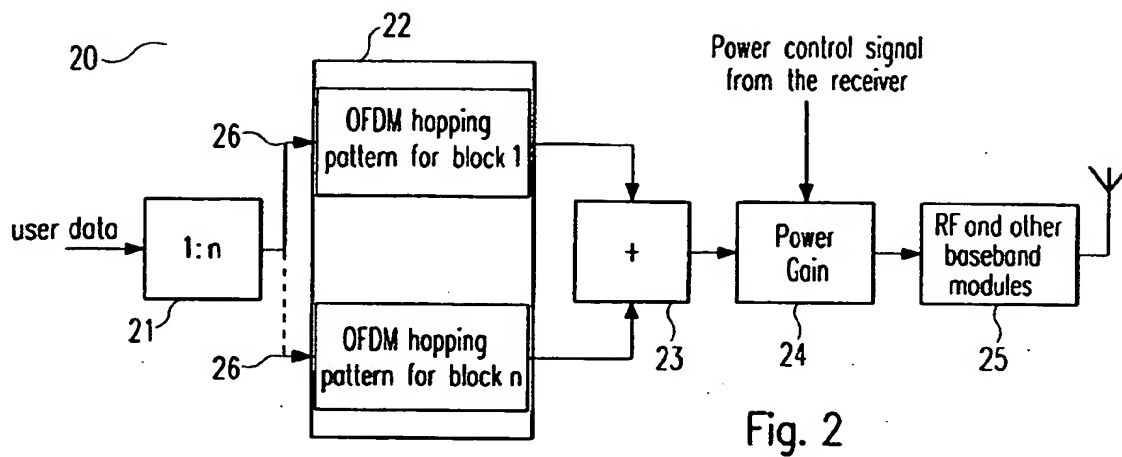 20
22
Power control signal
from the receiver
26
OFDM hopping
pattern for block 1
user data
1:n
+
Power
Gain
RF and other
baseband
modules
21
26
OFDM hopping
pattern for block n
23
24
25
Fig. 2